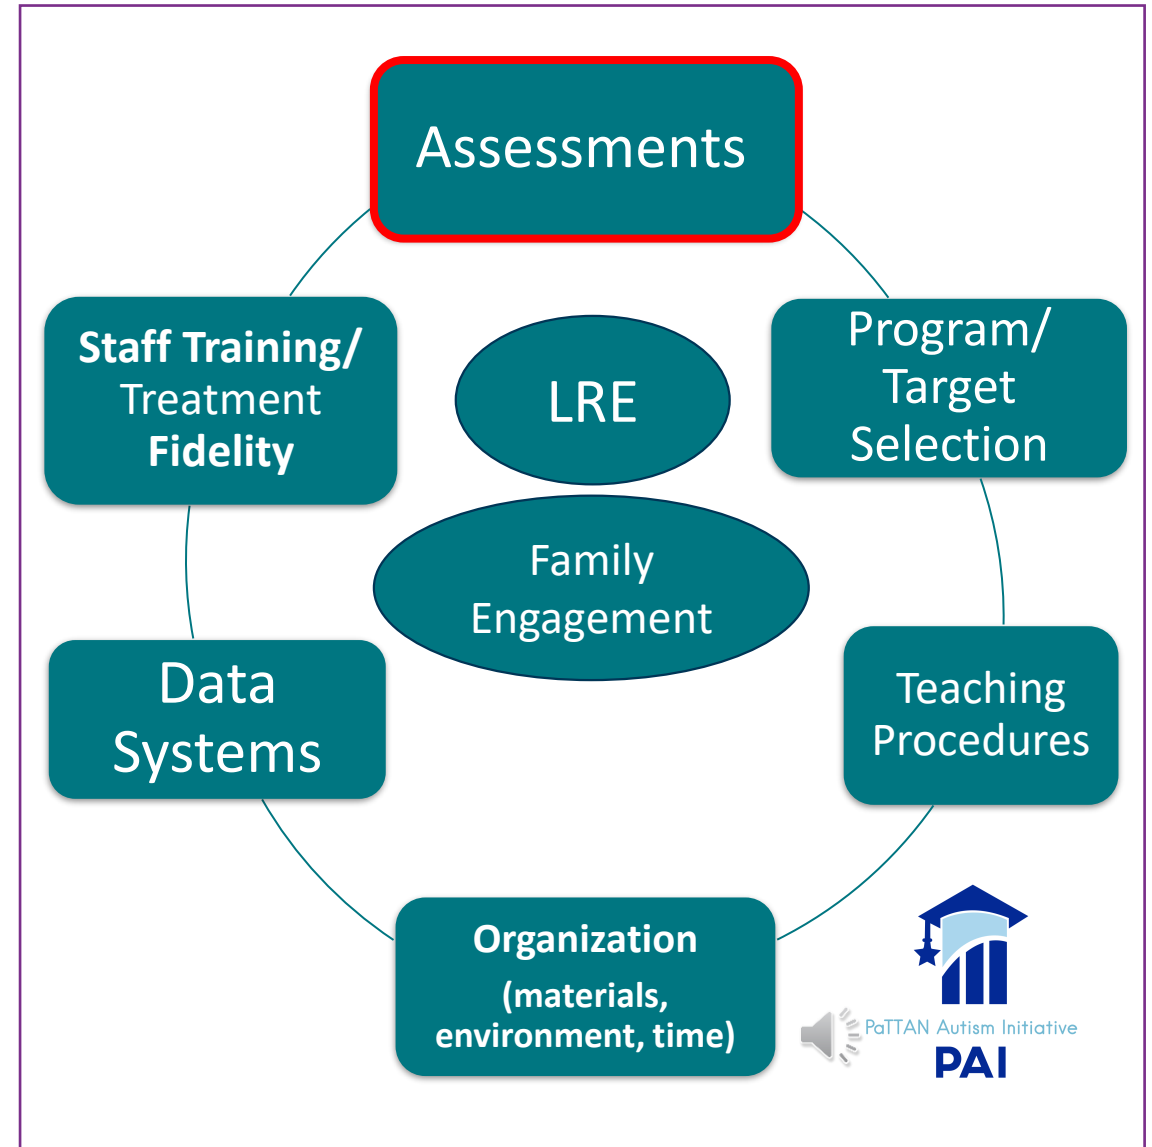 Assessments
Program/
Target
Selection
Teaching
Procedures
Organization
(materials,
environment, time)
Data
Systems
Staff Training/
Treatment
Fidelity
LRE
Family
Engagement
PaTTAN Autism Initiative
PAI